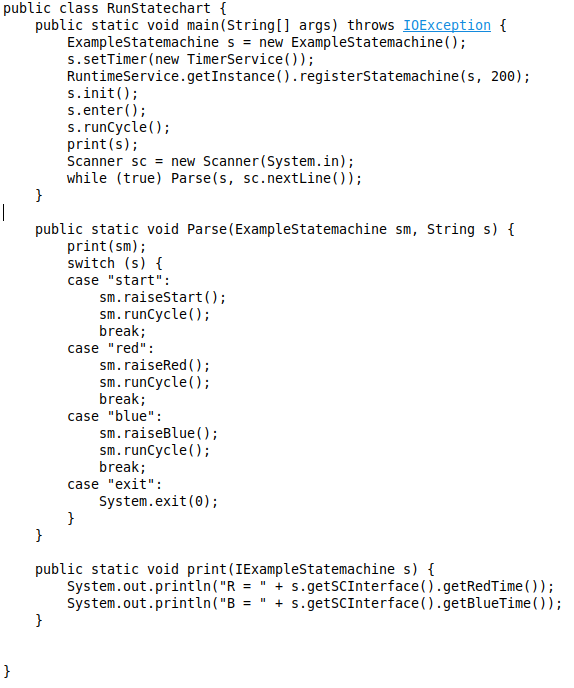 public class RunStatechart {
    public static void main(String[] args) throws IOException {
        ExampleStatemachine s = new ExampleStatemachine();
        s.setTimer(new TimerService());
        RuntimeService.getInstance().registerStatemachine(s, 200);
        s.init();
        s.enter();
        s.runCycle();
        print(s);
        Scanner sc = new Scanner(System.in);
        while (true) Parse(s, sc.nextLine());
    }

    public static void Parse(ExampleStatemachine sm, String s) {
        print(sm);
        switch (s) {
        case "start":
            sm.raiseStart();
            sm.runCycle();
            break;
        case "red":
            sm.raiseRed();
            sm.runCycle();
            break;
        case "blue":
            sm.raiseBlue();
            sm.runCycle();
            break;
        case "exit":
            System.exit(0);
        }
    }

    public static void print(IExampleStatemachine s) {
        System.out.println("R = " + s.getSCInterface().getRedTime());
        System.out.println("B = " + s.getSCInterface().getBlueTime());
    }


}